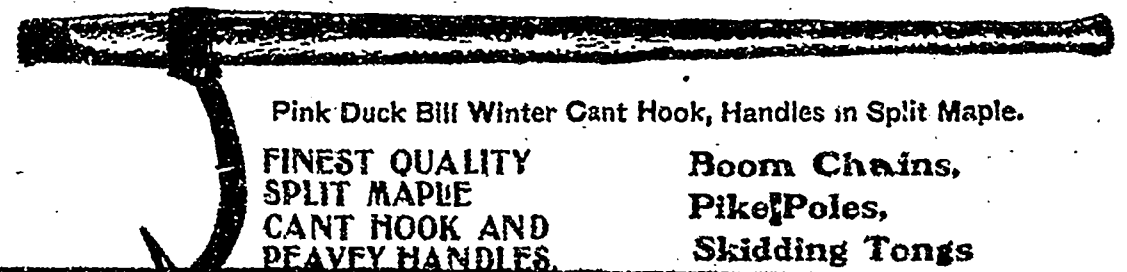 Pink Duck Bill Winter Cant Hook, Handles in Split Maple.
FINEST QUALITY
SPLIT MAPLE
CANT HOOK AND
PEAVEY HANDLES.
Boom Chains,
Pike Poles,
Skidding Tongs